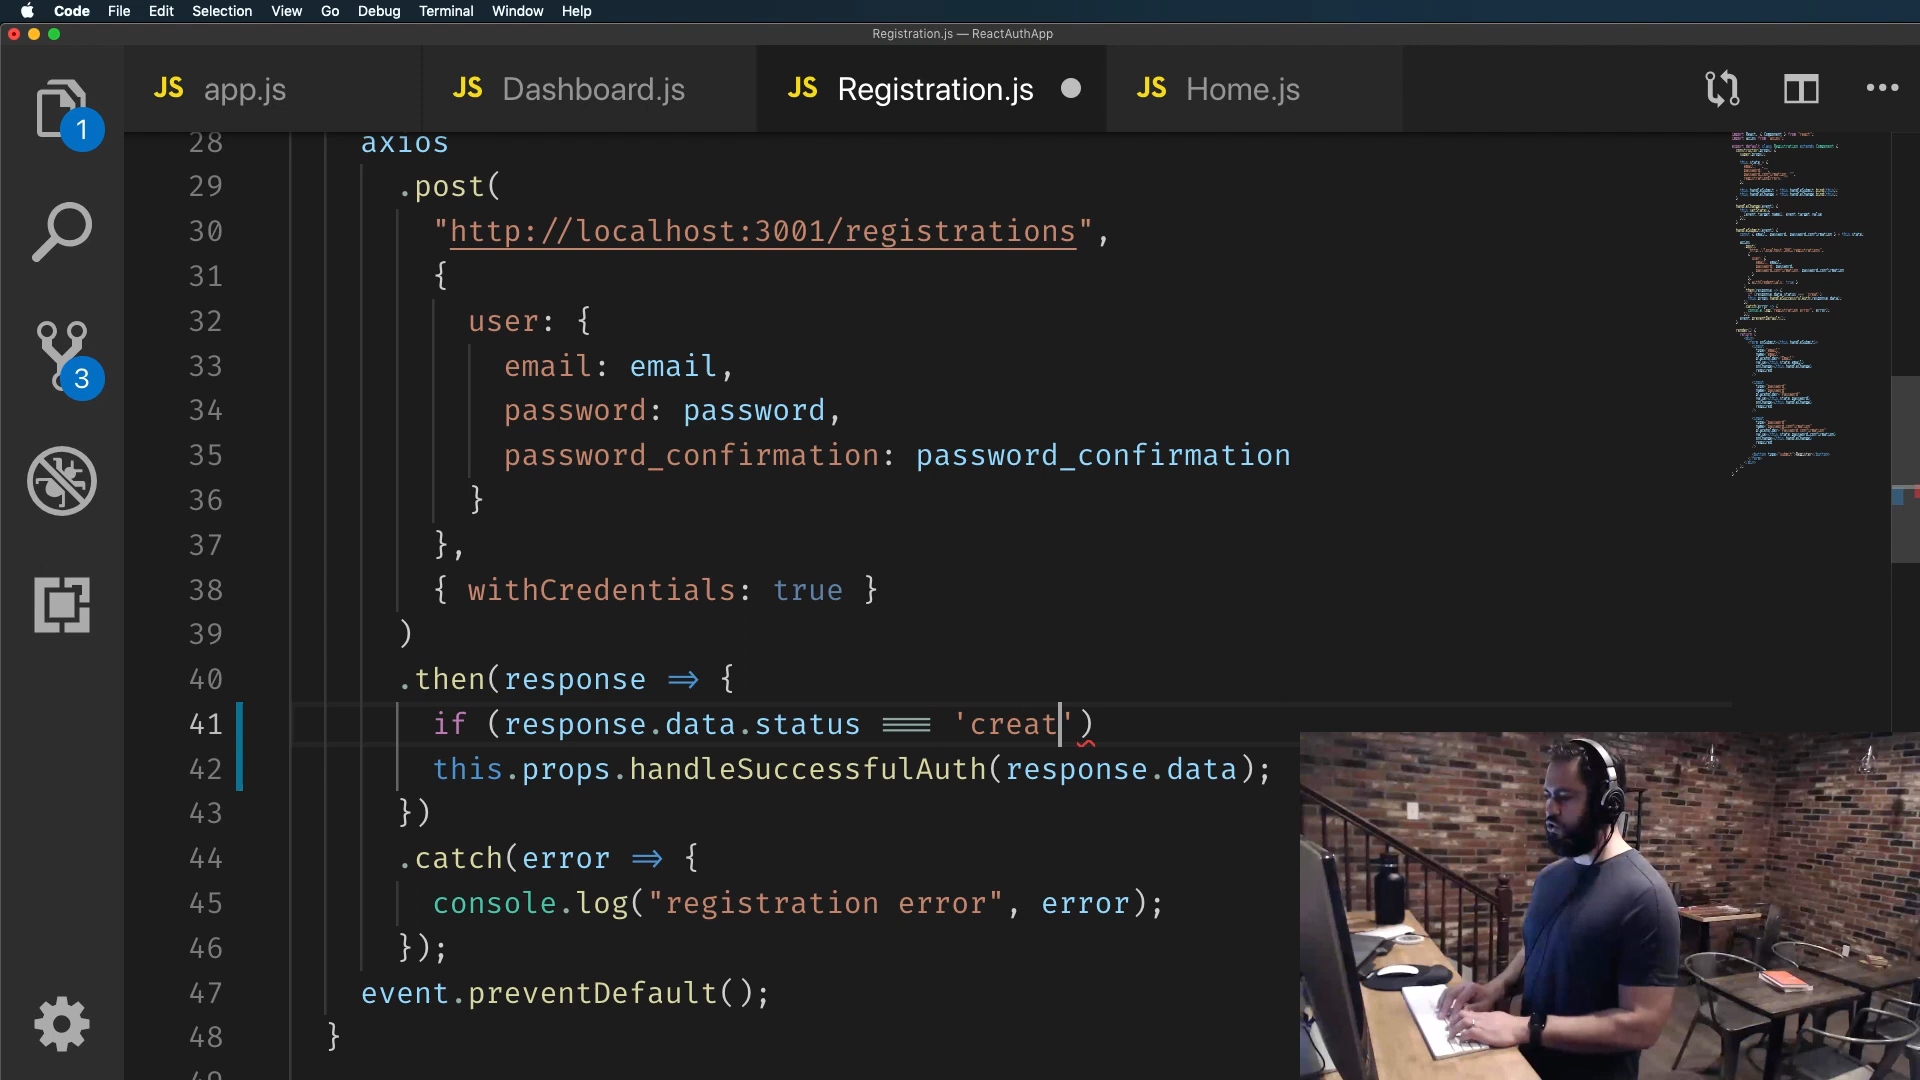 Code File Edit Selection View Go Debug Terminal Window Help
Registration.js — ReactAuthApp
JS app.js JS Dashboard.js JS Registration.js JS Home.js
1
3
28 axios
29 .post(
30 "http://localhost:3001/registrations",
31 {
32 user: {
33 email: email,
34 password: password,
35 password_confirmation: password_confirmation
36 }
37 },
38 { withCredentials: true }
39 )
40 .then(response => {
41 if (response.data.status === 'creat')
42 this.props.handleSuccessfulAuth(response.data);
43 })
44 .catch(error => {
45 console.log("registration error", error);
46 });
47 event.preventDefault();
48 }
49